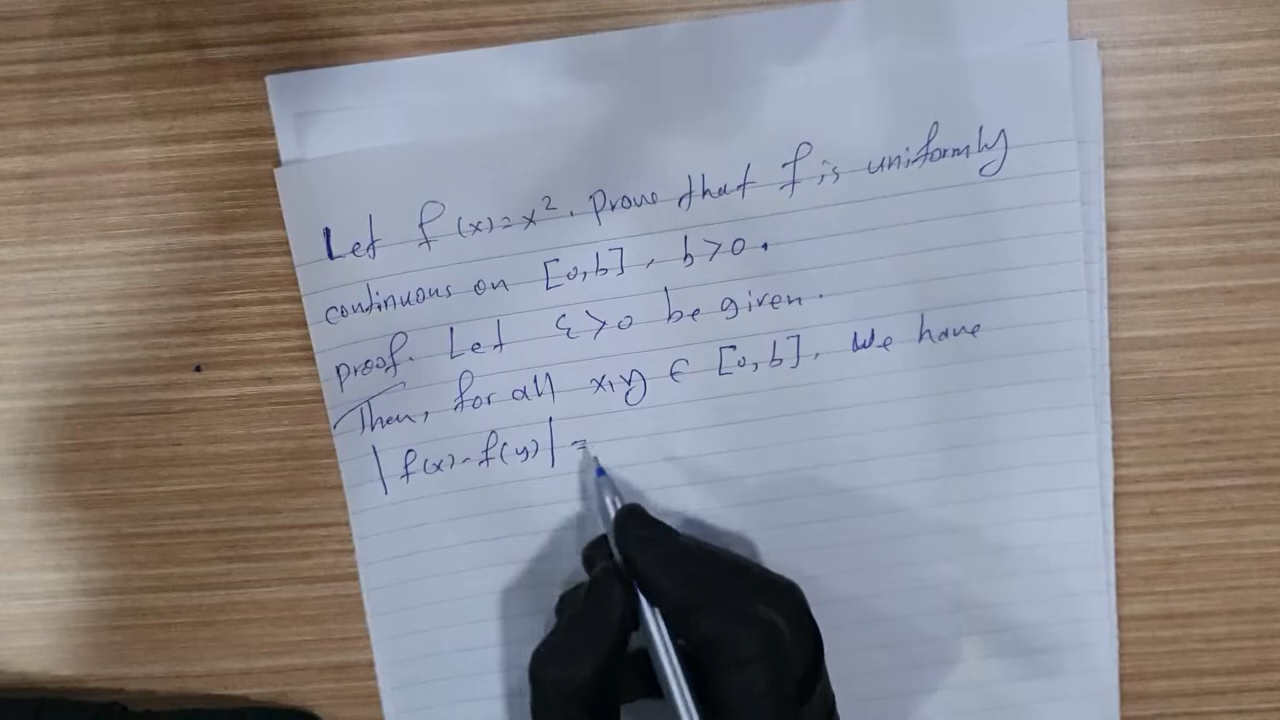 Let f(x)=x². Prove that f is uniformly
continuous on [0,b], b>0.
proof. Let ε>0 be given.
Then, for all x,y ∈ [0,b], we have
|f(x)-f(y)| =